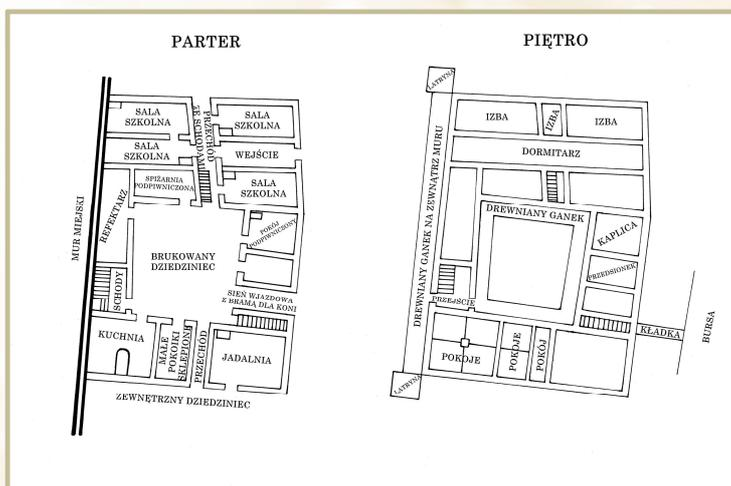 PARTER
SALA
SZKOLNA
SALA
SZKOLNA
PRZECHÓD
ZE SCHODAMI
SALA
SZKOLNA
WEJŚCIE
SPIŻARNIA
PODPIWNICZONA
SALA
SZKOLNA
MUR MIEJSKI
REFEKTARZ
POKÓJ
PODPIWNICZONY
BRUKOWANY
DZIEDZINIEC
SCHODY
SIEŃ WJAZDOWA
Z BRAMĄ DLA KONI
KUCHNIA
MAŁE
POKOIKI
SKLEPIONE
PRZECHÓD
JADALNIA
ZEWNĘTRZNY DZIEDZINIEC
PIĘTRO
LATRYNA
IZBA
IZBA
IZBA
DORMITARZ
DREWNIANY GANEK NA ZEWNĄTRZ MURU
DREWNIANY GANEK
KAPLICA
PRZEDSIONEK
PRZEJŚCIE
POKOJE
POKOJE
POKÓJ
KŁADKA
BURSA
LATRYNA